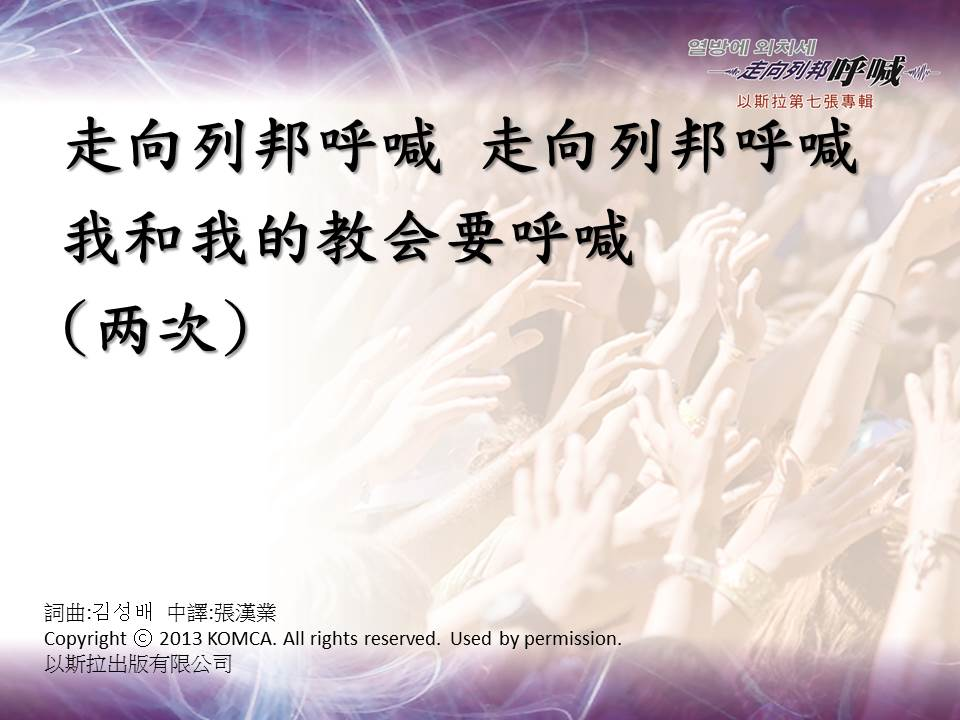 열방에 외치세
走向列邦呼喊
以斯拉第七張專輯
走向列邦呼喊 走向列邦呼喊
我和我的教会要呼喊
(两次)
詞曲:김성배 中譯:張漢業
Copyright ⓒ 2013 KOMCA. All rights reserved. Used by permission.
以斯拉出版有限公司